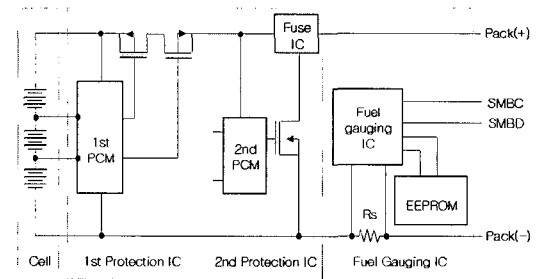 Fuse
IC
Pack(+)
Fuel
gauging
IC
SMBC
SMBD
1st
PCM
2nd
PCM
EEPROM
Rs
Pack(-)
Cell
1st Protection IC
2nd Protection IC
Fuel Gauging IC